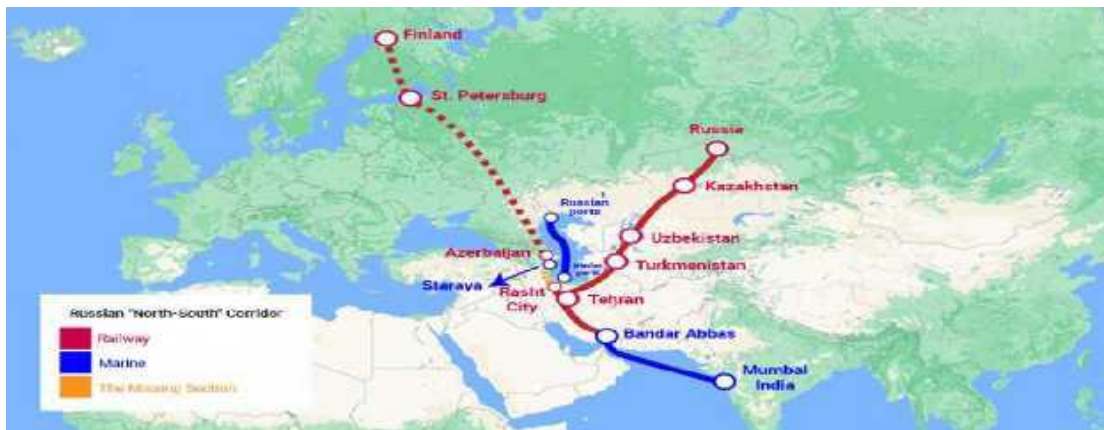 Finland
St. Petersburg
Russia
Kazakhstan
Russian
ports
Uzbekistan
Azerbaijan
Turkmenistan
Staraya
Rasht
City
Tehran
Bandar Abbas
Mumbai
India
Russian "North-South" Corridor
Railway
Marine
The Missing Section